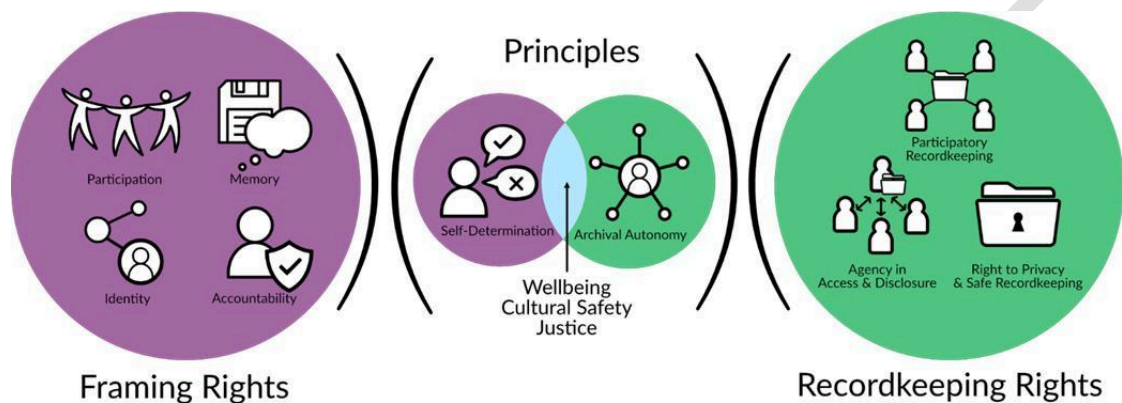 Principles
Participation
Memory
Identity
Accountability
Framing Rights
Self-Determination
Archival Autonomy
Wellbeing
Cultural Safety
Justice
Participatory
Recordkeeping
Agency in
Access & Disclosure
Right to Privacy
& Safe Recordkeeping
Recordkeeping Rights